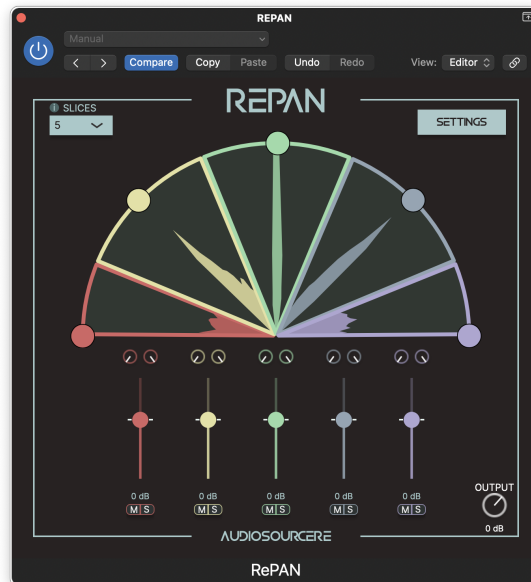 REPAN
Manual
Compare Copy Paste Undo Redo View: Editor
REPAN
i SLICES
5
SETTINGS
0 dB 0 dB 0 dB 0 dB 0 dB
M S M S M S M S M S
OUTPUT
0 dB
AUDIOSOURCERE
RePAN